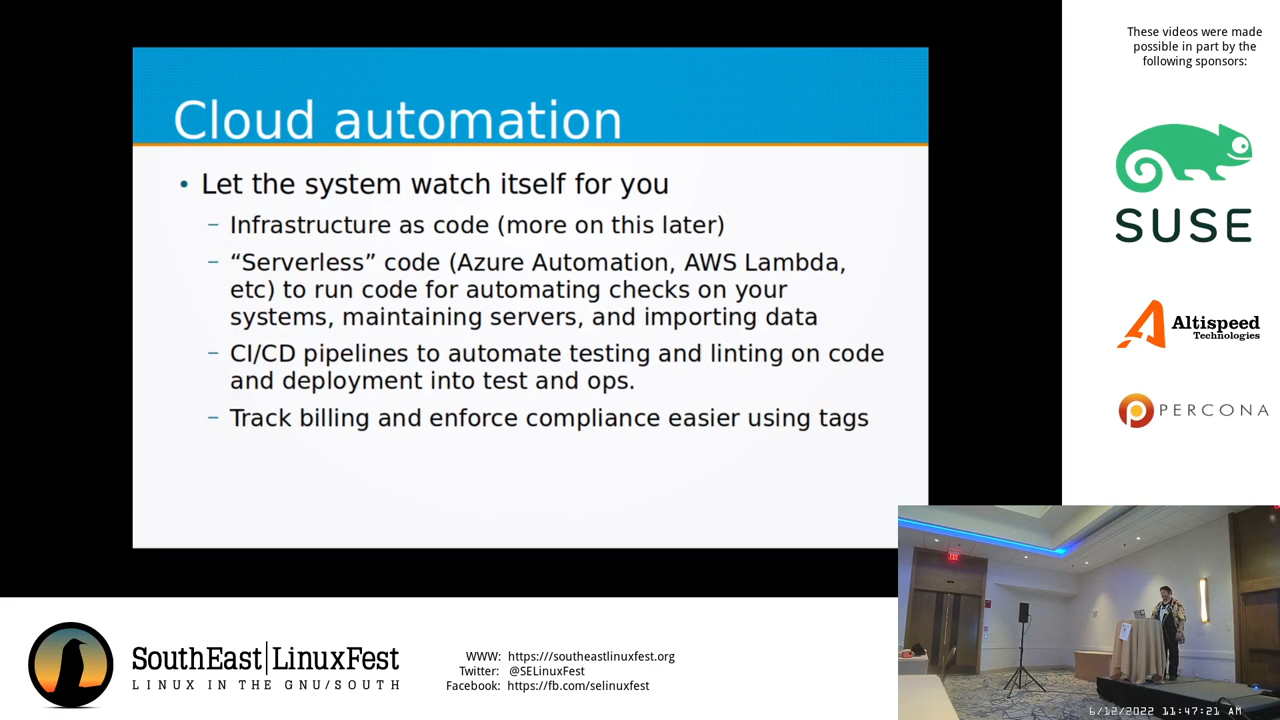 These videos were made
possible in part by the
following sponsors:
Cloud automation
• Let the system watch itself for you
– Infrastructure as code (more on this later)
– “Serverless” code (Azure Automation, AWS Lambda,
etc) to run code for automating checks on your
systems, maintaining servers, and importing data
– CI/CD pipelines to automate testing and linting on code
and deployment into test and ops.
– Track billing and enforce compliance easier using tags
SUSE
Altispeed
Technologies
PERCONA
SouthEast LinuxFest
LINUX IN THE GNU/SOUTH
WWW: https://southeastlinuxfest.org
Twitter: @SELinuxFest
Facebook: https://fb.com/selinuxfest
6/12/2022 11:47:21 AM